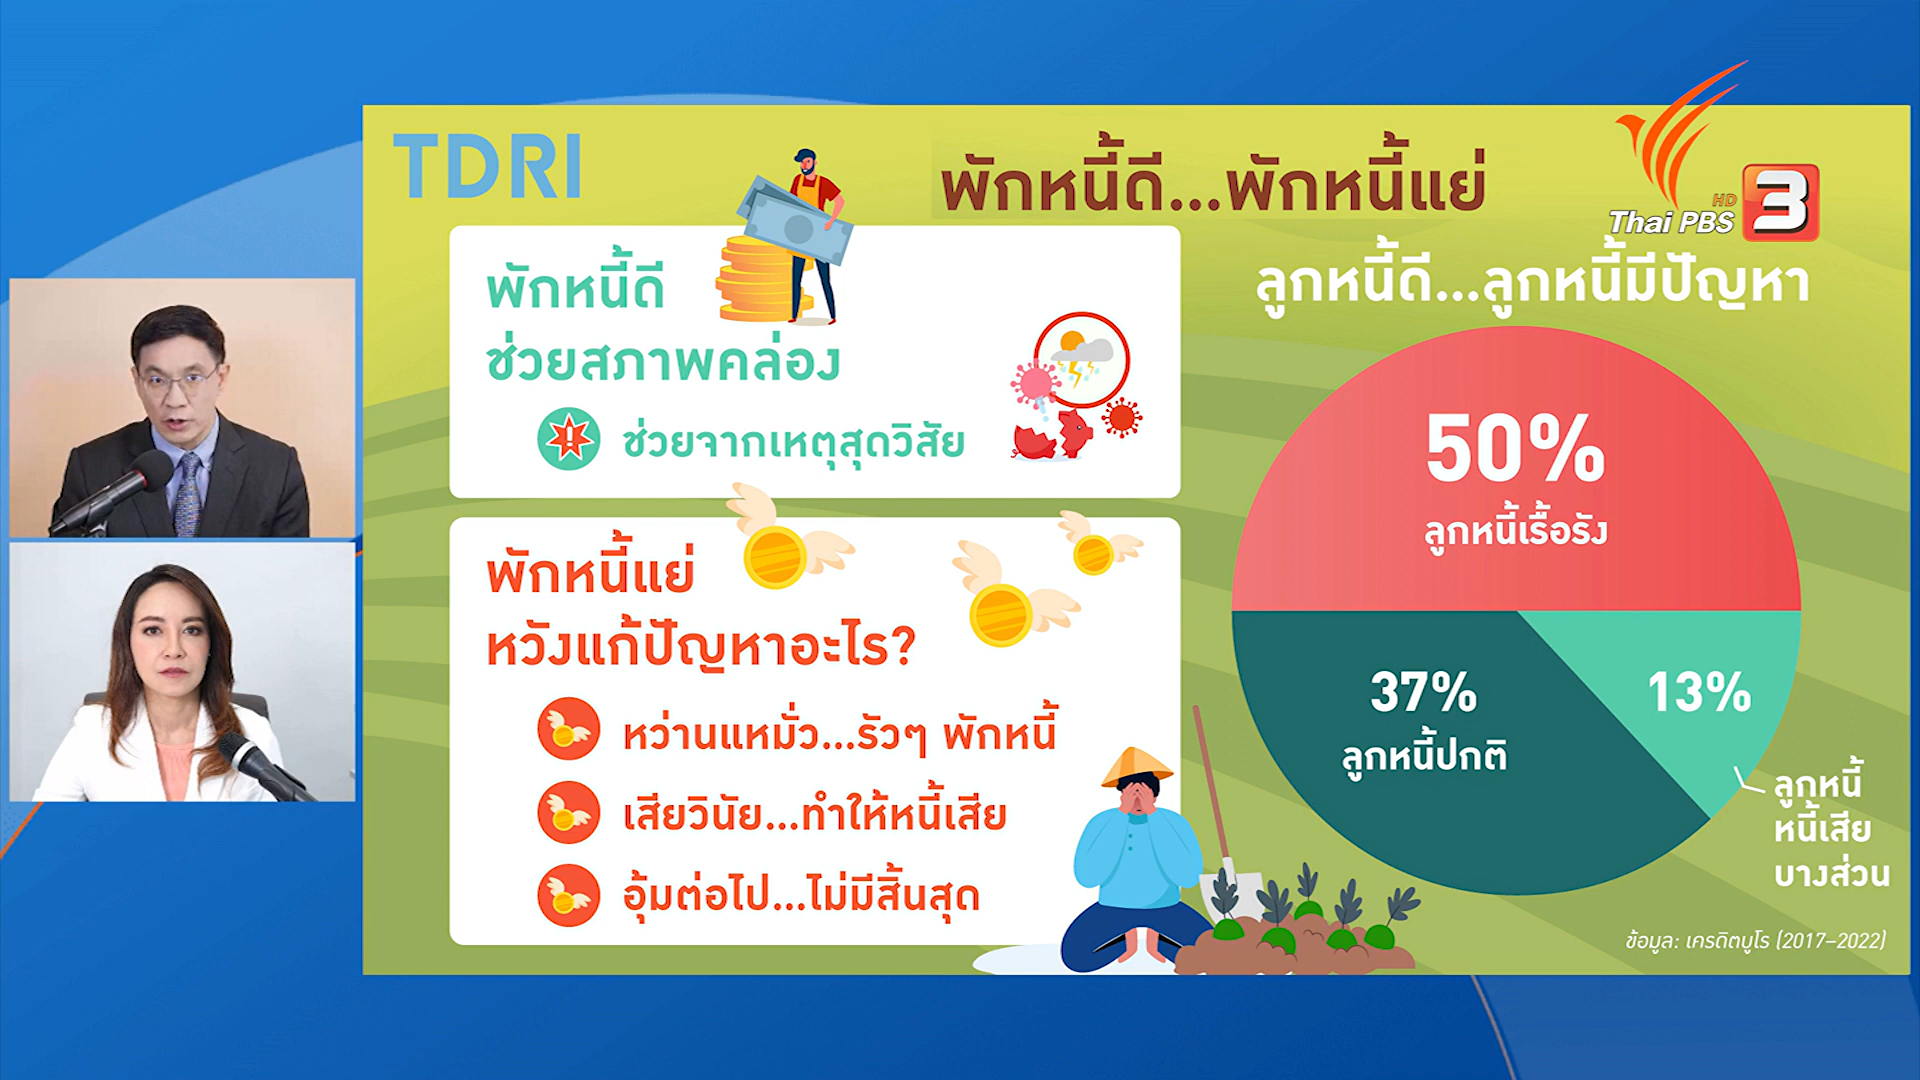 TDRI
พักหนี้ดี...พักหนี้แย่
HD
Thai PBS 3
พักหนี้ดี
ช่วยสภาพคล่อง
ช่วยจากเหตุสุดวิสัย
พักหนี้แย่
หวังแก้ปัญหาอะไร?
หว่านแหมั่ว...รัวๆ พักหนี้
เสียวินัย...ทำให้หนี้เสีย
อุ้มต่อไป...ไม่มีสิ้นสุด
ลูกหนี้ดี...ลูกหนี้มีปัญหา
50%
ลูกหนี้เรื้อรัง
37%
ลูกหนี้ปกติ
13%
ลูกหนี้
หนี้เสีย
บางส่วน
ข้อมูล: เครดิตบูโร (2017–2022)